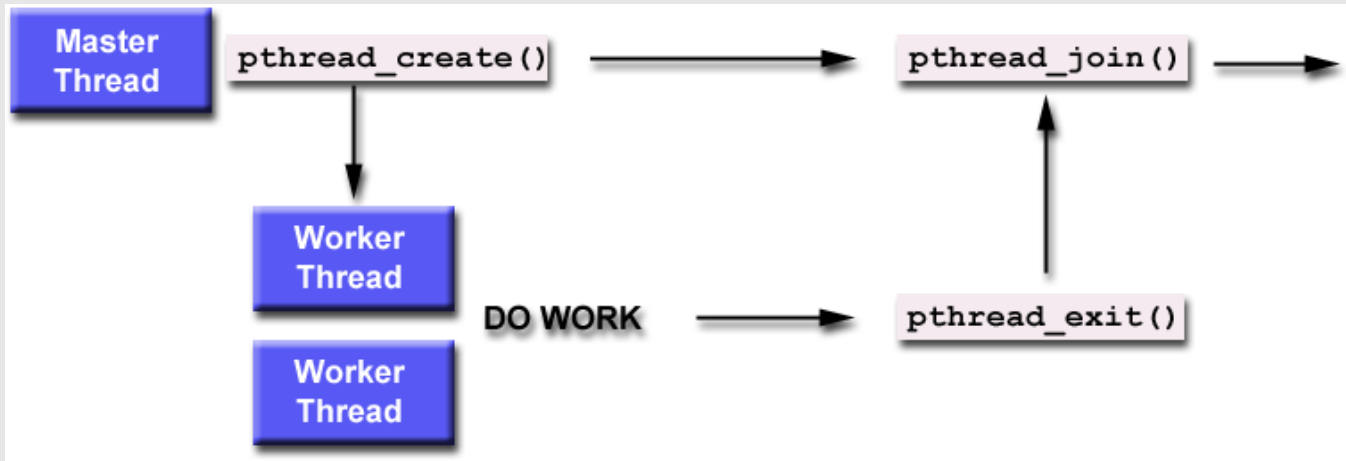 Master
Thread
pthread_create()
pthread_join()
Worker
Thread
DO WORK
pthread_exit()
Worker
Thread